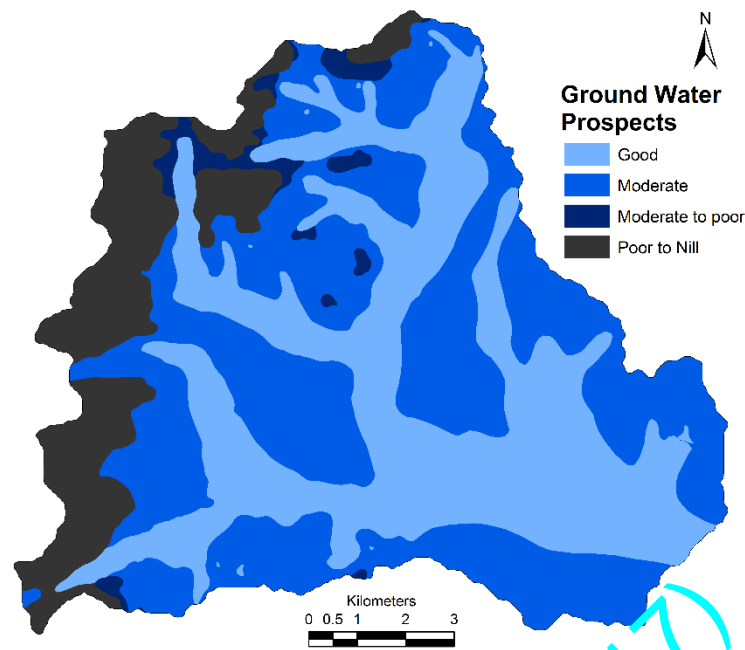 N
Ground Water
Prospects
Good
Moderate
Moderate to poor
Poor to Nill
Kilometers
0 0.5 1 2 3